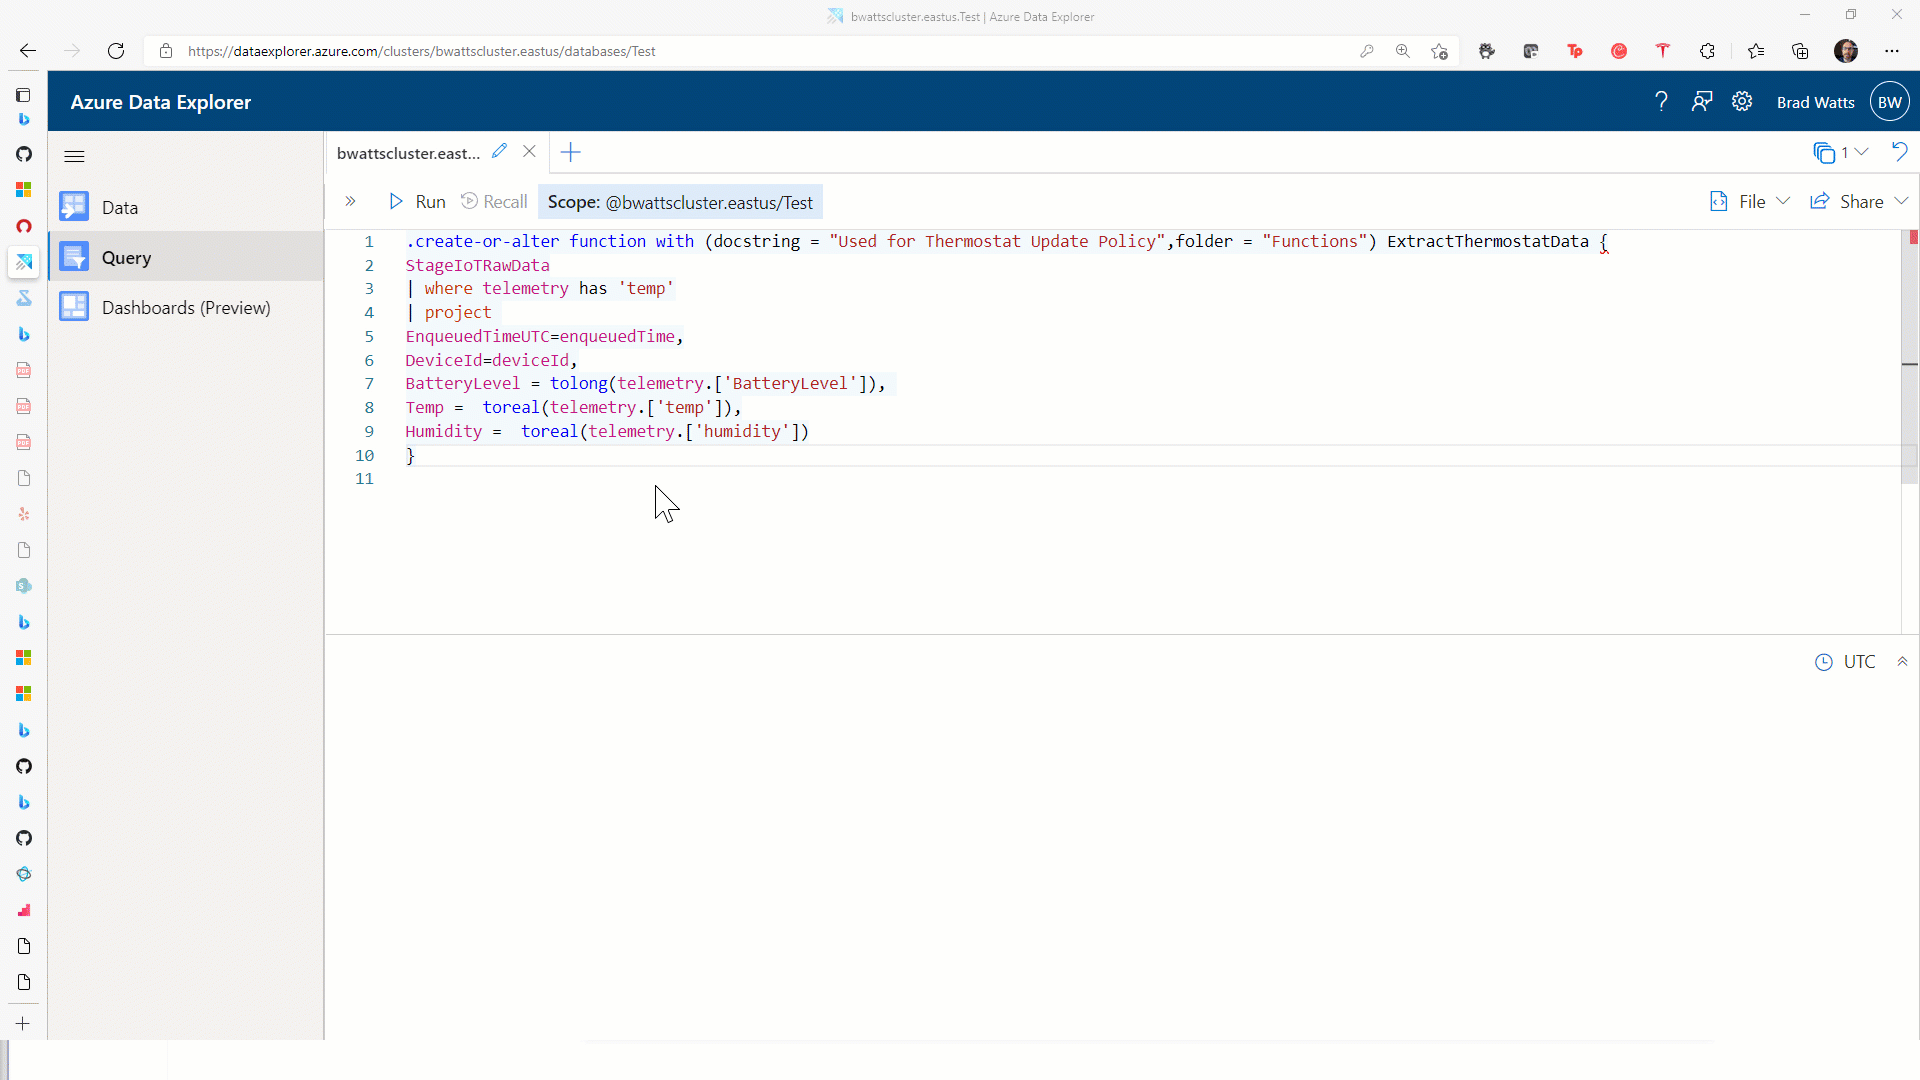 bwattscluster.eastus.Test | Azure Data Explorer
https://dataexplorer.azure.com/clusters/bwattscluster.eastus/databases/Test
Azure Data Explorer
Brad Watts
BW
bwattscluster.east...
1
Data
Query
Dashboards (Preview)
Run
Recall
Scope: @bwattscluster.eastus/Test
File
Share
1 .create-or-alter function with (docstring = "Used for Thermostat Update Policy",folder = "Functions") ExtractThermostatData {
2 StageIoTRawData
3 | where telemetry has 'temp'
4 | project
5 EnqueuedTimeUTC=enqueuedTime,
6 DeviceId=deviceId,
7 BatteryLevel = tolong(telemetry.['BatteryLevel']),
8 Temp =  toreal(telemetry.['temp']),
9 Humidity =  toreal(telemetry.['humidity'])
10 }
11
UTC